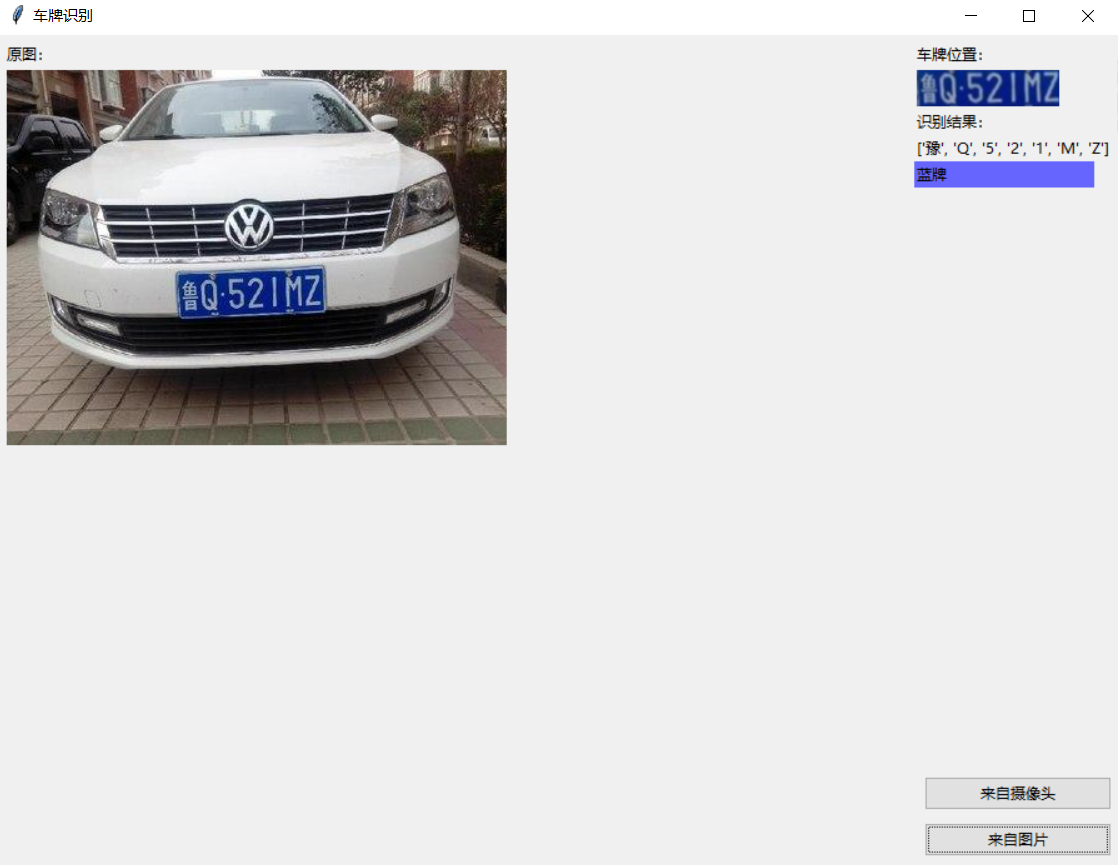 车牌识别
原图:
鲁Q·521MZ
车牌位置:
鲁Q·521MZ
识别结果:
['豫', 'Q', '5', '2', '1', 'M', 'Z']
蓝牌
来自摄像头
来自图片